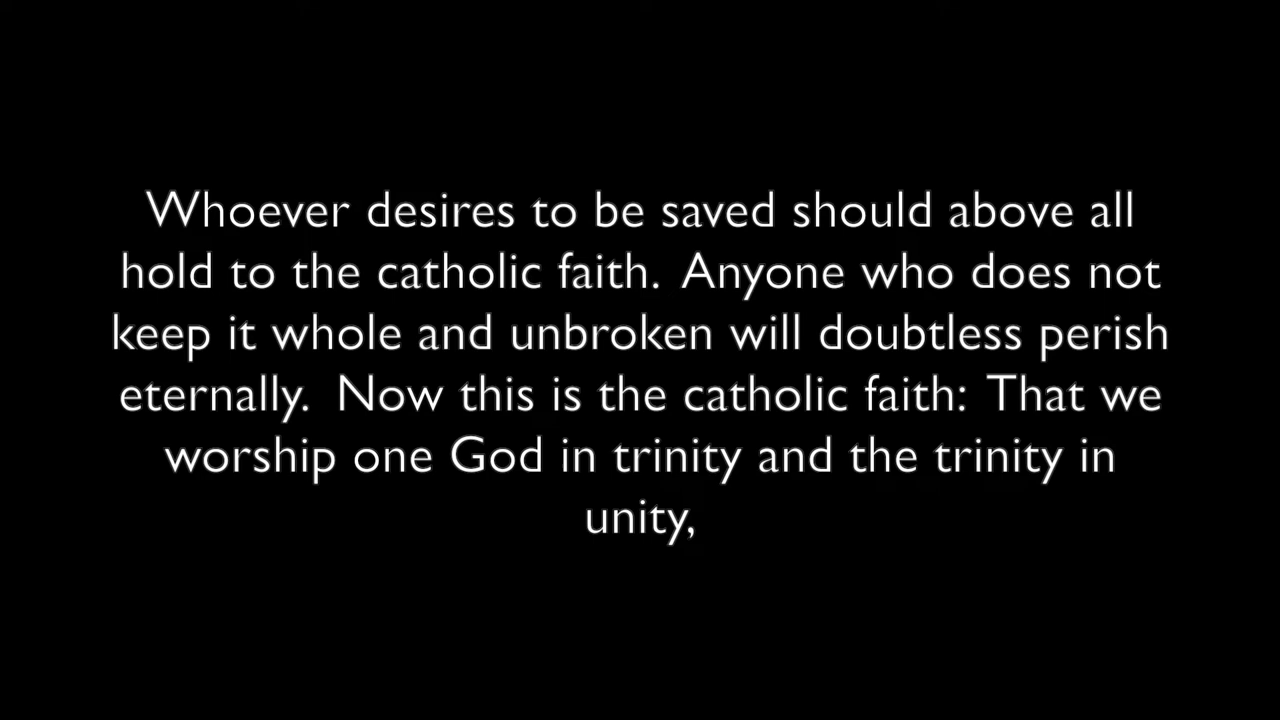 Whoever desires to be saved should above all
hold to the catholic faith. Anyone who does not
keep it whole and unbroken will doubtless perish
eternally. Now this is the catholic faith: That we
worship one God in trinity and the trinity in
unity,